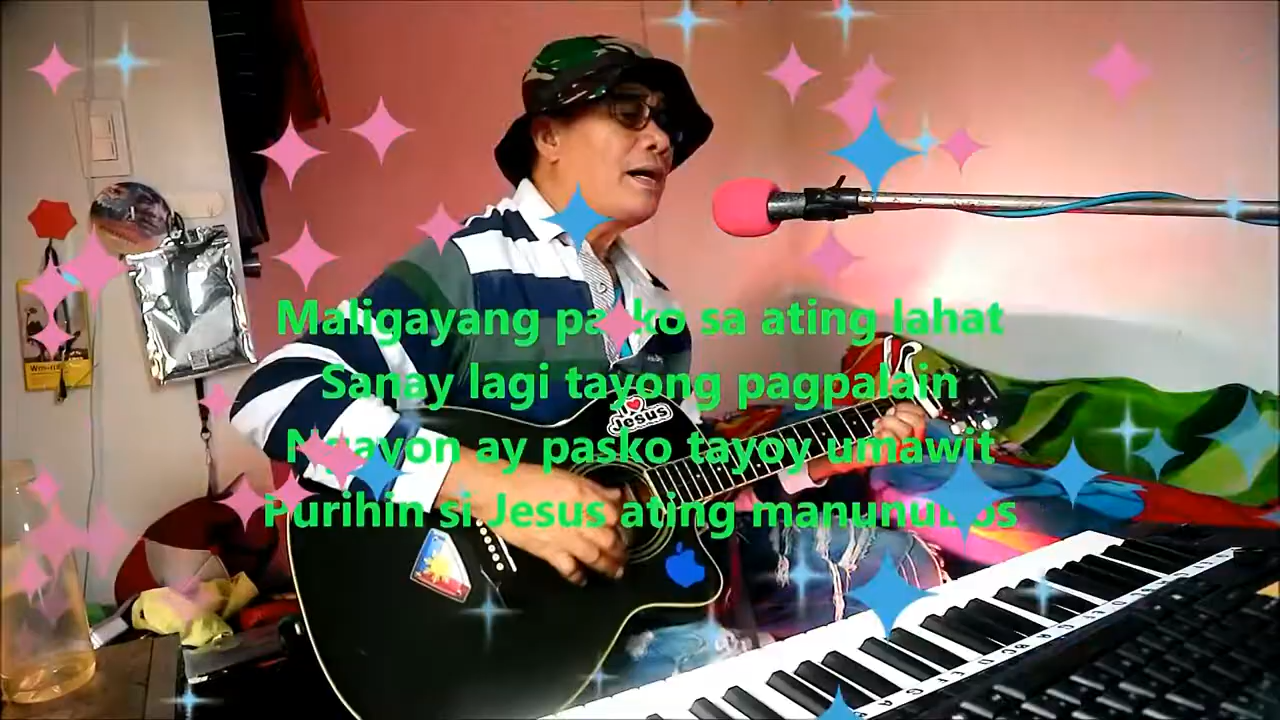 Maligayang pasko sa ating lahat
Sanay lagi tayong pagpalain
Ngayon ay pasko tayoy umawit
Purihin si Jesus ating manunubos
I
Jesus